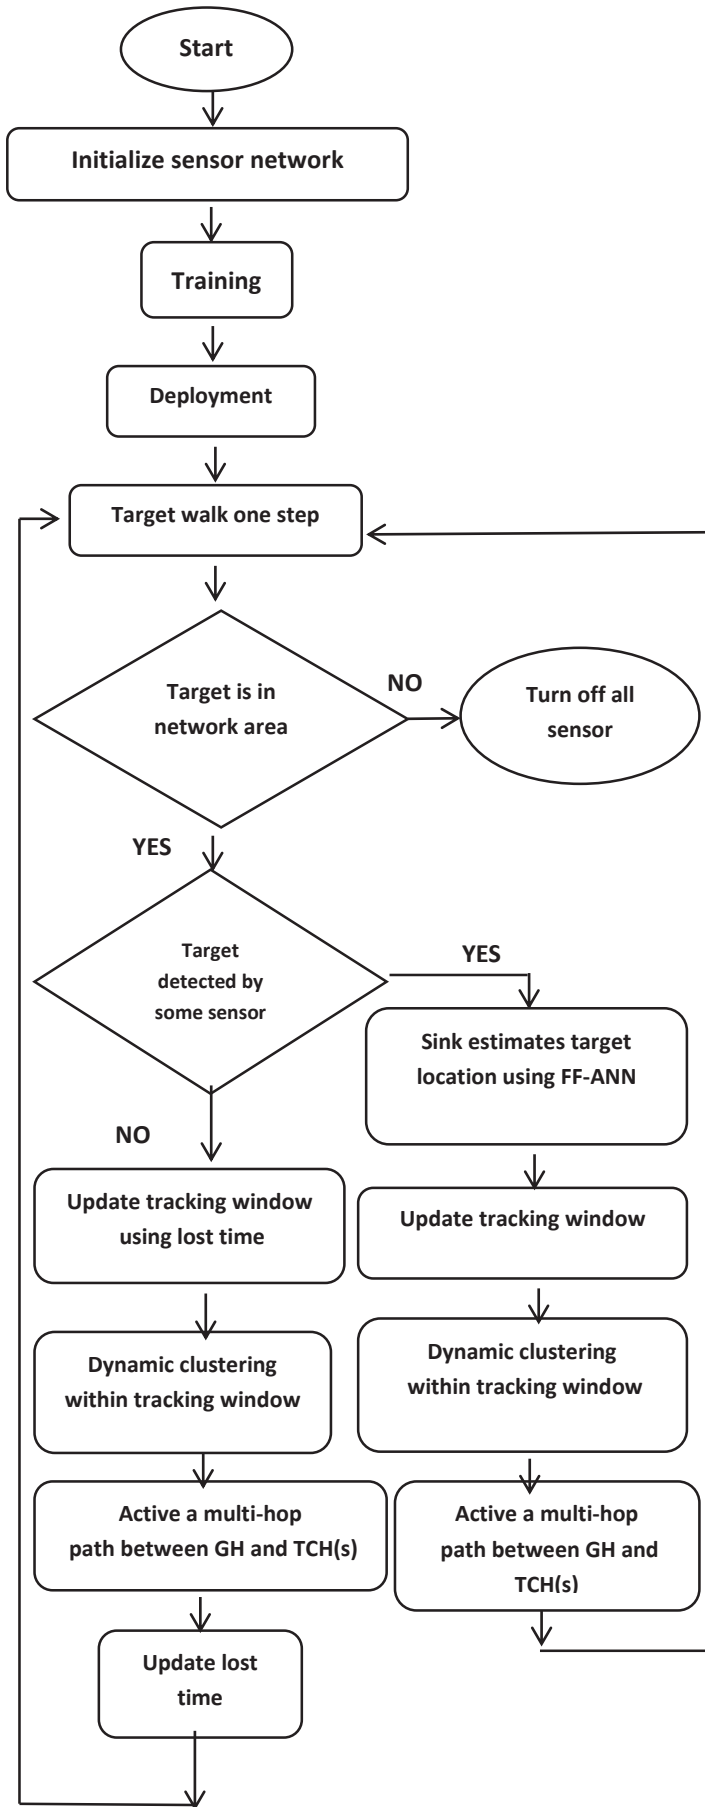 Start
Initialize sensor network
Training
Deployment
Target walk one step
Target is in
network area
NO
Turn off all
sensor
YES
Target
detected by
some sensor
YES
Sink estimates target
location using FF-ANN
NO
Update tracking window
using lost time
Update tracking window
Dynamic clustering
within tracking window
Dynamic clustering
within tracking window
Active a multi-hop
path between GH and TCH(s)
Active a multi-hop
path between GH and
TCH(s)
Update lost
time